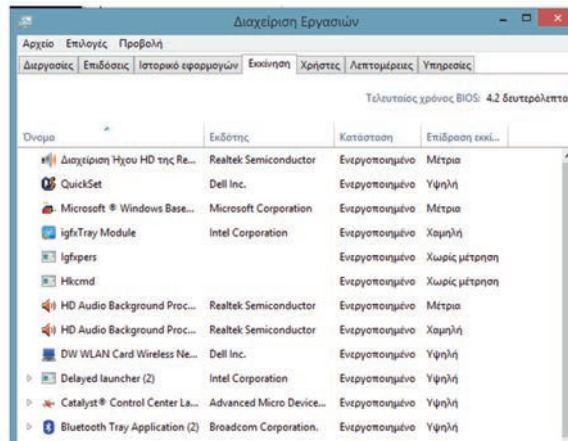 Διαχείριση Εργασιών
Αρχείο Επιλογές Προβολή
Διεργασίες Επιδόσεις Ιστορικό εφαρμογών Εκκίνηση Χρήστες Λεπτομέρειες Υπηρεσίες
Τελευταίος χρόνος BIOS: 4.2 δευτερόλεπτα
Όνομα Εκδότης Κατάσταση Επίδραση εκκί...
Διαχείριση Ήχου HD της Re... Realtek Semiconductor Ενεργοποιημένο Μέτρια
QuickSet Dell Inc. Ενεργοποιημένο Υψηλή
Microsoft ® Windows Base... Microsoft Corporation Ενεργοποιημένο Μέτρια
igfxTray Module Intel Corporation Ενεργοποιημένο Χαμηλή
Igfxpers Ενεργοποιημένο Χωρίς μέτρηση
Hkcmd Ενεργοποιημένο Χωρίς μέτρηση
HD Audio Background Proc... Realtek Semiconductor Ενεργοποιημένο Μέτρια
HD Audio Background Proc... Realtek Semiconductor Ενεργοποιημένο Χαμηλή
DW WLAN Card Wireless Ne... Dell Inc. Ενεργοποιημένο Υψηλή
Delayed launcher (2) Intel Corporation Ενεργοποιημένο Υψηλή
Catalyst® Control Center La... Advanced Micro Device... Ενεργοποιημένο Υψηλή
Bluetooth Tray Application (2) Broadcom Corporation. Ενεργοποιημένο Υψηλή